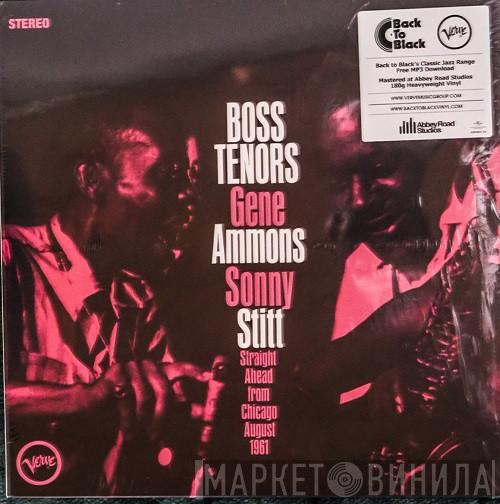 STEREO
Back
To
Black
Verve
Back to Black's Classic Jazz Range
Free MP3 Download
Mastered at Abbey Road Studios
180g Heavyweight Vinyl
WWW.VERVEMUSICGROUP.COM
WWW.BACKTOBLACKVINYL.COM
Abbey Road
Studios
BOSS
TENORS
Gene
Ammons
Sonny
Stitt
Straight
Ahead
from
Chicago
August
1961
Verve
МАРКЕТ ВИНИЛА